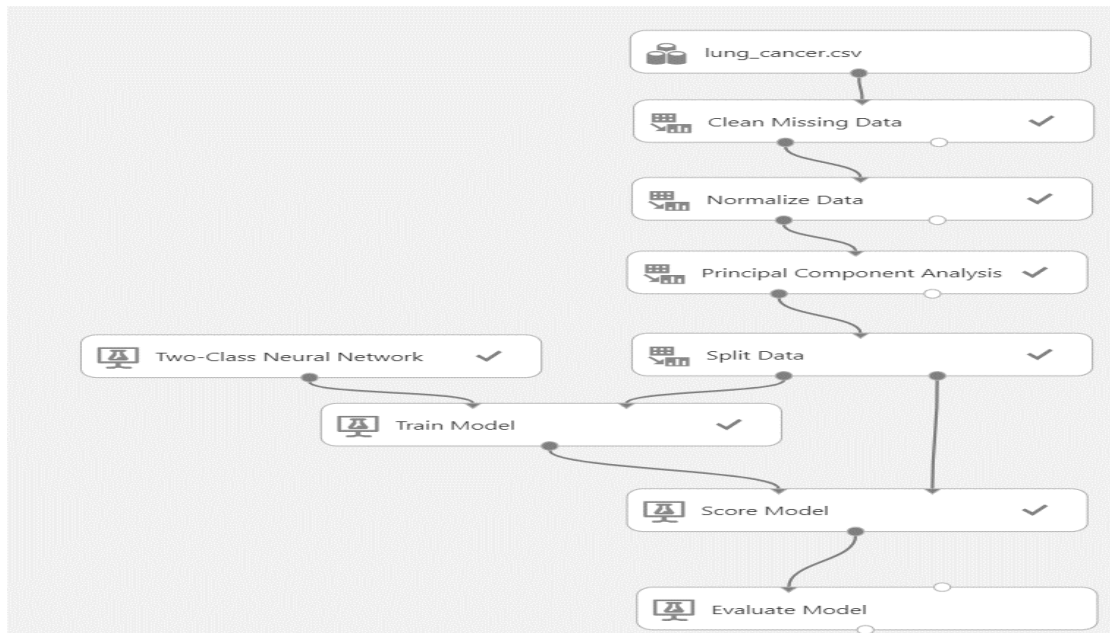 lung_cancer.csv
Clean Missing Data
Normalize Data
Principal Component Analysis
Two-Class Neural Network
Split Data
Train Model
Score Model
Evaluate Model